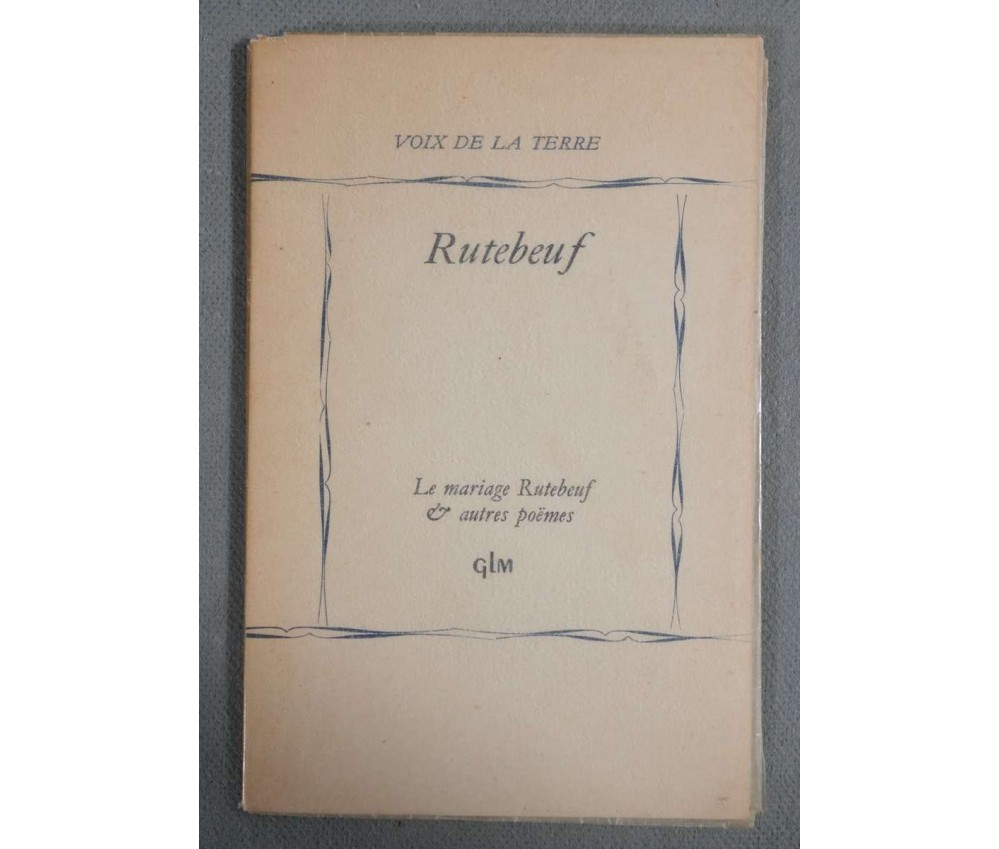 VOIX DE LA TERRE
Rutebeuf
Le mariage Rutebeuf
& autres poëmes
GLM